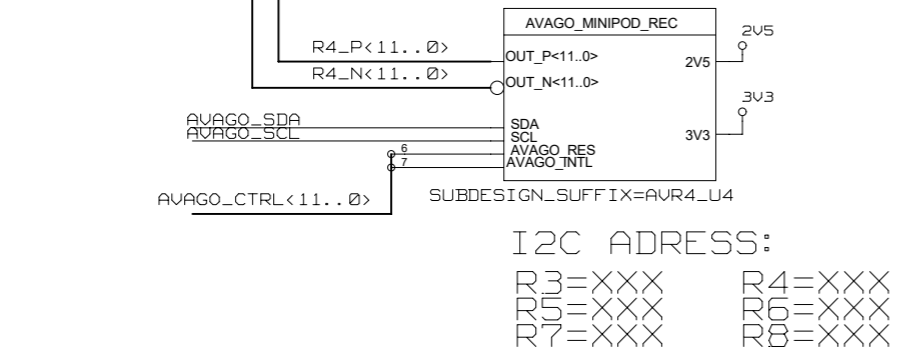 AVAGO_MINIPOD_REC
2V5
R4_P<11..0>
OUT_P<11..0>
2V5
R4_N<11..0>
OUT_N<11..0>
3V3
AVAGO_SDA
SDA
3V3
AVAGO_SCL
SCL
6
AVAGO_RES
7
AVAGO_INTL
AVAGO_CTRL<11..0>
SUBDESIGN_SUFFIX=AVR4_U4
I2C ADRESS:
R3=XXX R4=XXX
R5=XXX R6=XXX
R7=XXX R8=XXX